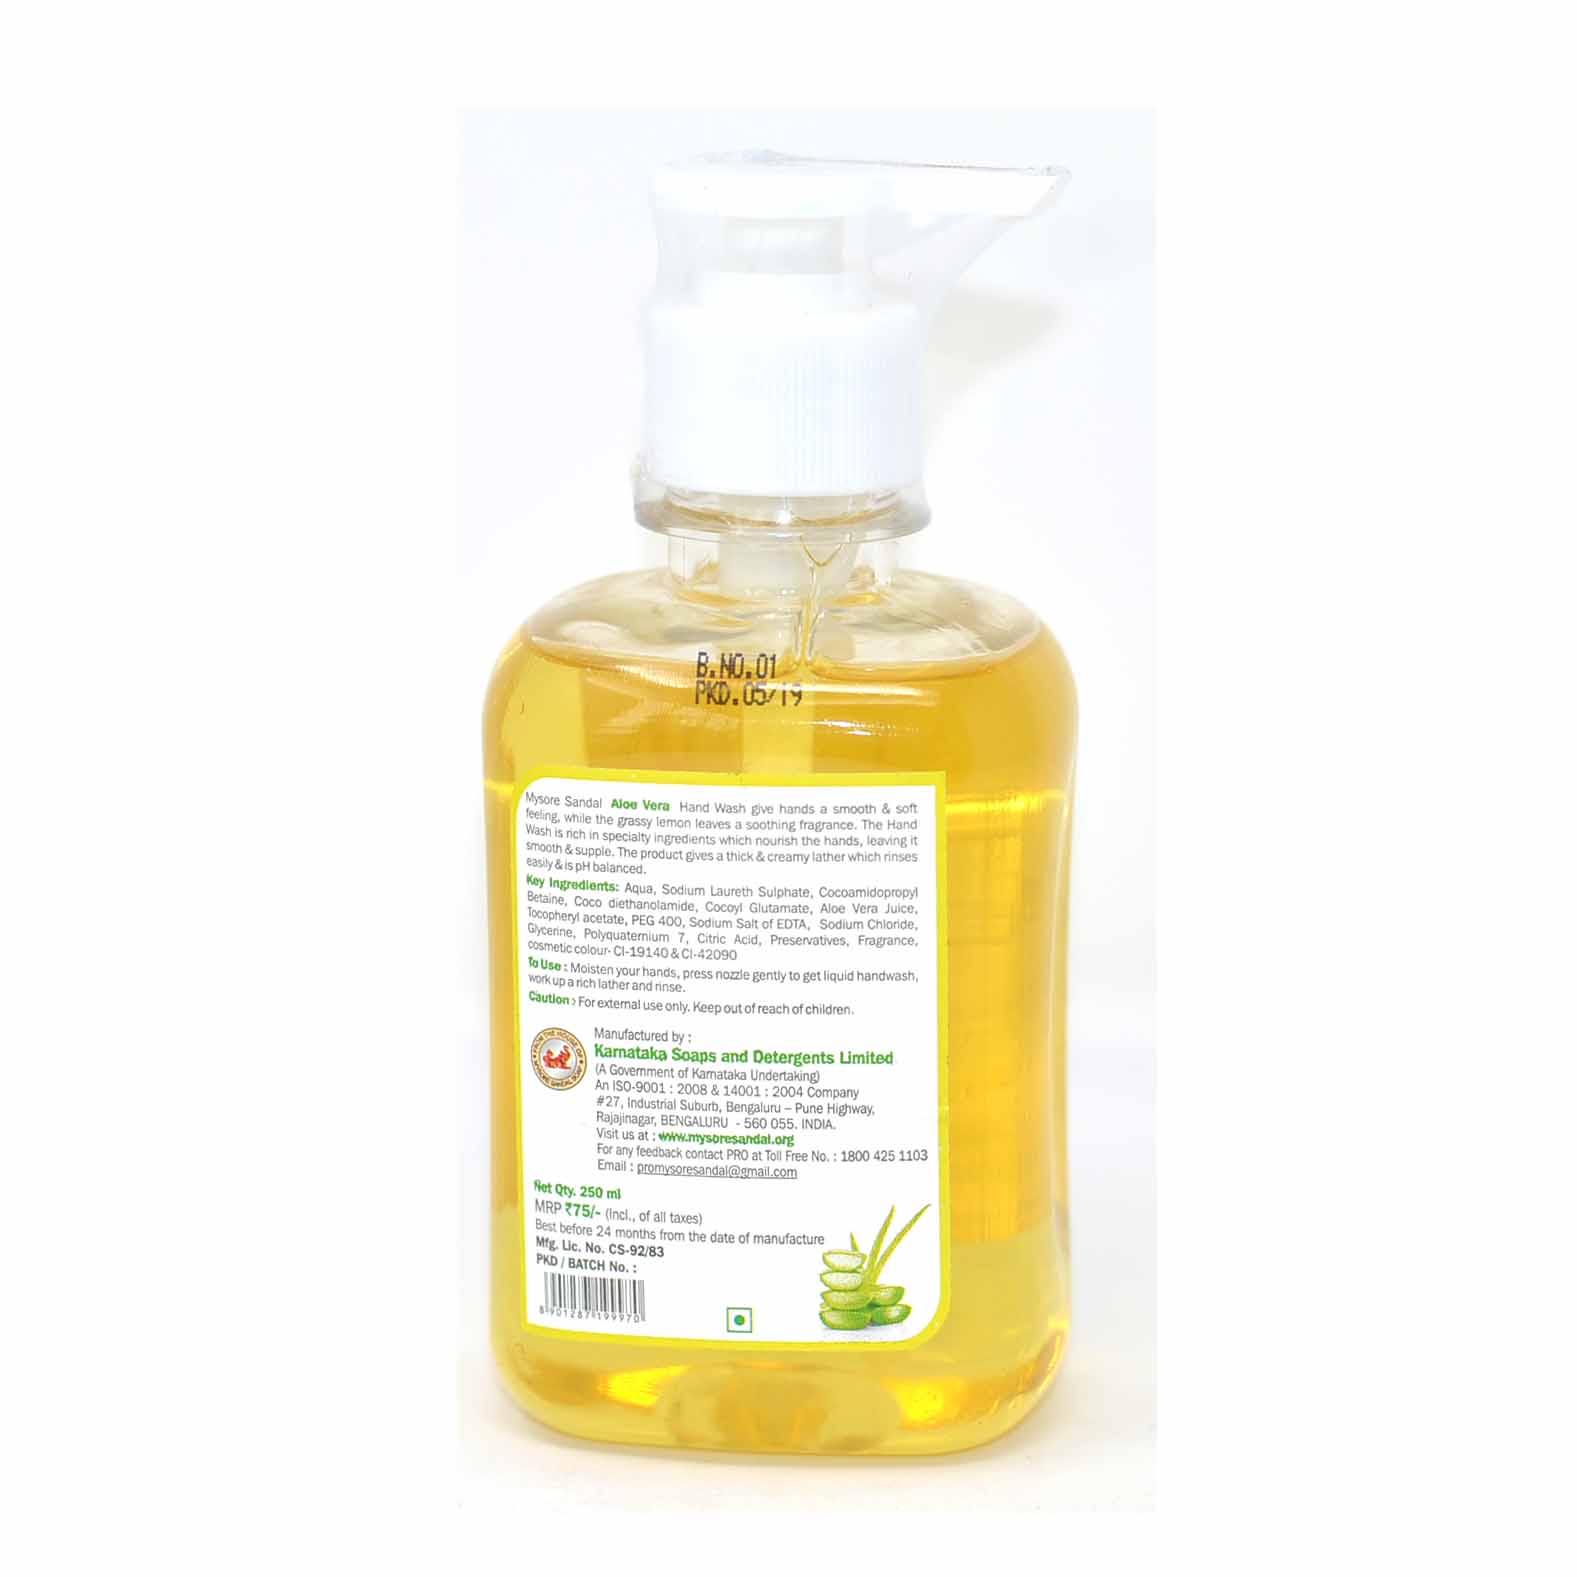 B.NO.01
PKD.05/19
Mysore Sandal Aloe Vera Hand Wash give hands a smooth & soft
feeling, while the grassy lemon leaves a soothing fragrance. The Hand
Wash is rich in specialty ingredients which nourish the hands, leaving it
smooth & supple. The product gives a thick & creamy lather which rinses
easily & is pH balanced.
Key Ingredients: Aqua, Sodium Laureth Sulphate, Cocoamidopropyl
Betaine, Coco diethanolamide, Cocoyl Glutamate, Aloe Vera Juice,
Tocopheryl acetate, PEG 400, Sodium Salt of EDTA, Sodium Chloride,
Glycerine, Polyquaternium 7, Citric Acid, Preservatives, Fragrance,
cosmetic colour- CI-19140 & CI-42090
To Use : Moisten your hands, press nozzle gently to get liquid handwash,
work up a rich lather and rinse.
Caution : For external use only. Keep out of reach of children.
FROM THE HOUSE OF
MYSORE SANDAL SOAP
Manufactured by :
Karnataka Soaps and Detergents Limited
(A Government of Karnataka Undertaking)
An ISO-9001 : 2008 & 14001 : 2004 Company
#27, Industrial Suburb, Bengaluru – Pune Highway,
Rajajinagar, BENGALURU - 560 055. INDIA.
Visit us at : www.mysoresandal.org
For any feedback contact PRO at Toll Free No. : 1800 425 1103
Email : promysoresandal@gmail.com
Net Qty. 250 ml
MRP ₹75/- (Incl., of all taxes)
Best before 24 months from the date of manufacture
Mfg. Lic. No. CS-92/83
PKD / BATCH No. :
8 901287 199970